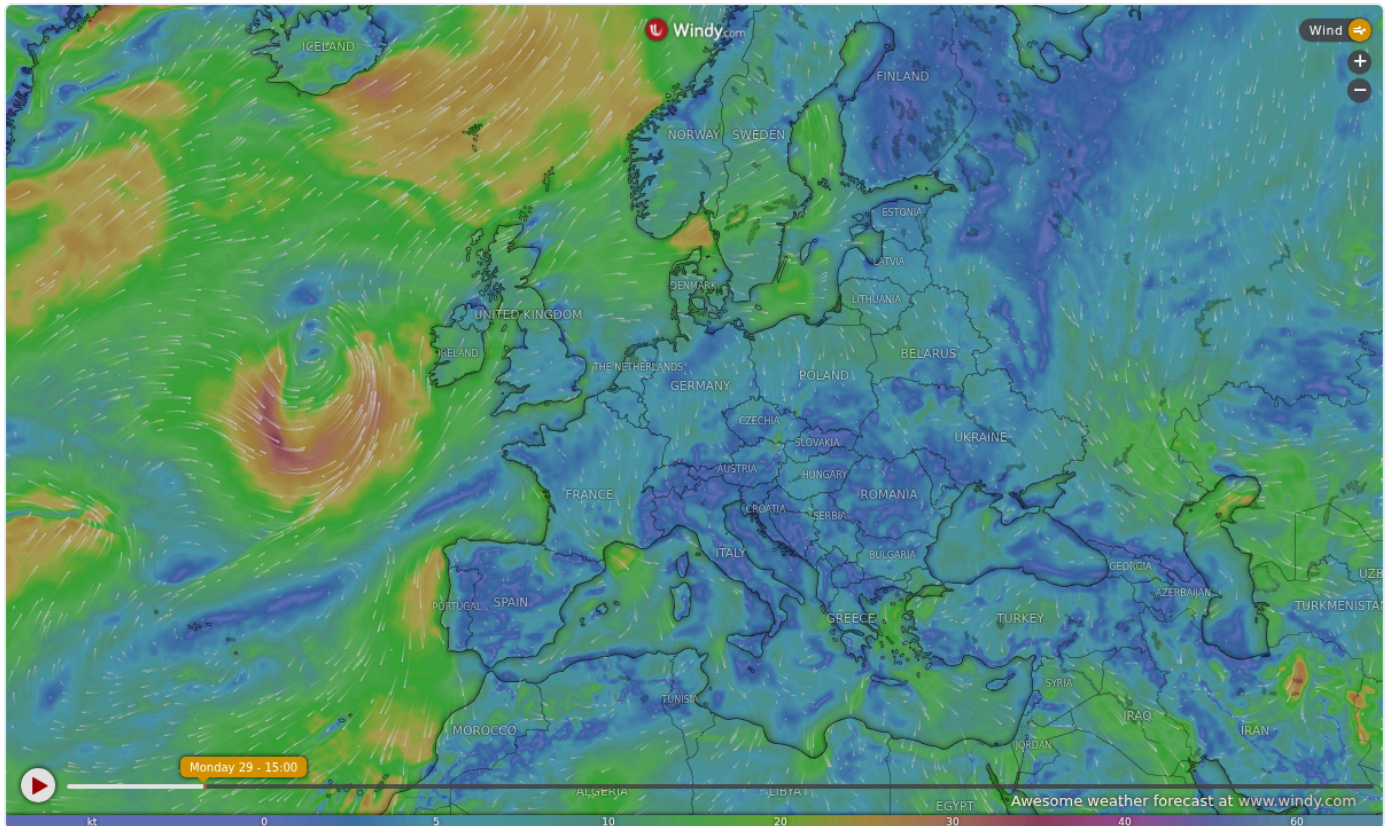 Windy.com
Wind
+
−
ICELAND
FINLAND
NORWAY
SWEDEN
ESTONIA
LATVIA
DENMARK
LITHUANIA
UNITED KINGDOM
IRELAND
BELARUS
THE NETHERLANDS
GERMANY
POLAND
CZECHIA
UKRAINE
SLOVAKIA
AUSTRIA
HUNGARY
FRANCE
ROMANIA
CROATIA
SERBIA
ITALY
BULGARIA
GEORGIA
UZB
AZERBAIJAN
PORTUGAL
SPAIN
TURKMENISTAN
GREECE
TURKEY
SYRIA
TUNISIA
IRAQ
MOROCCO
IRAN
JORDAN
Monday 29 - 15:00
ALGERIA
LIBYA
EGYPT
Awesome weather forecast at www.windy.com
kt 0 5 10 20 30 40 60